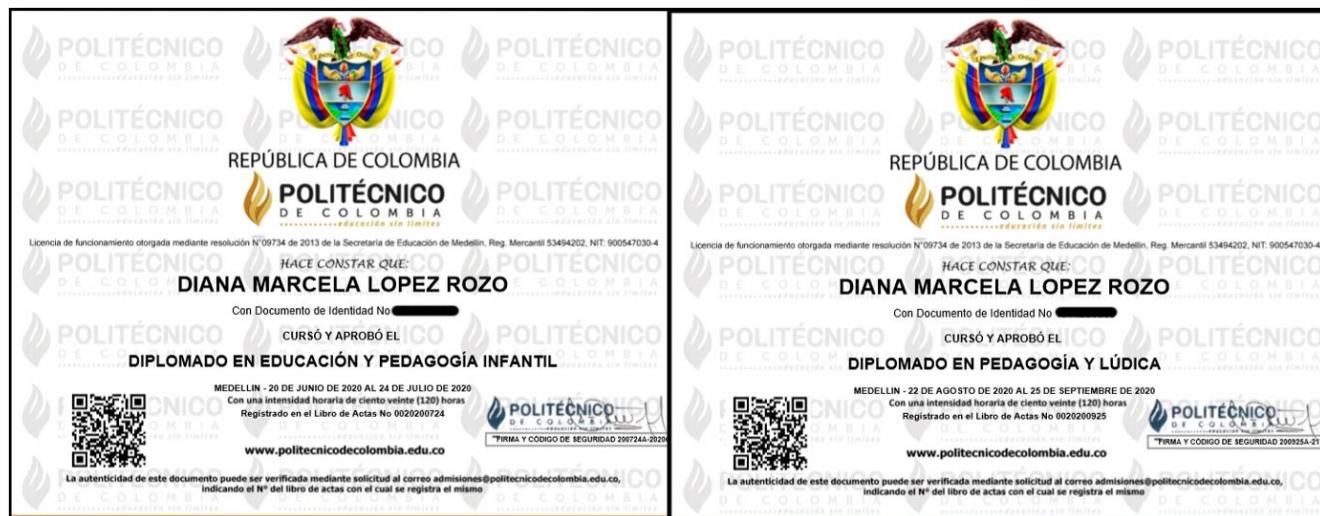 REPÚBLICA DE COLOMBIA
POLITÉCNICO
DE COLOMBIA
educación sin límites
Licencia de funcionamiento otorgada mediante resolución N°09734 de 2013 de la Secretaria de Educación de Medellín, Reg. Mercantil 53494202, NIT: 900547030-4
HACE CONSTAR QUE:
DIANA MARCELA LOPEZ ROZO
Con Documento de Identidad No
CURSÓ Y APROBÓ EL
DIPLOMADO EN EDUCACIÓN Y PEDAGOGÍA INFANTIL
MEDELLIN - 20 DE JUNIO DE 2020 AL 24 DE JULIO DE 2020
Con una intensidad horaria de ciento veinte (120) horas
Registrado en el Libro de Actas No 0020200724
POLITÉCNICO
DE COLOMBIA
FIRMA Y CÓDIGO DE SEGURIDAD 200724A-2020
www.politecnicodecolombia.edu.co
La autenticidad de este documento puede ser verificada mediante solicitud al correo admisiones@politecnicodecolombia.edu.co,
indicando el N° del libro de actas con el cual se registra el mismo
REPÚBLICA DE COLOMBIA
POLITÉCNICO
DE COLOMBIA
educación sin límites
Licencia de funcionamiento otorgada mediante resolución N°09734 de 2013 de la Secretaria de Educación de Medellín, Reg. Mercantil 53494202, NIT: 900547030-4
HACE CONSTAR QUE:
DIANA MARCELA LOPEZ ROZO
Con Documento de Identidad No
CURSÓ Y APROBÓ EL
DIPLOMADO EN PEDAGOGÍA Y LÚDICA
MEDELLIN - 22 DE AGOSTO DE 2020 AL 25 DE SEPTIEMBRE DE 2020
Con una intensidad horaria de ciento veinte (120) horas
Registrado en el Libro de Actas No 0020200925
POLITÉCNICO
DE COLOMBIA
FIRMA Y CÓDIGO DE SEGURIDAD 200925A-21
www.politecnicodecolombia.edu.co
La autenticidad de este documento puede ser verificada mediante solicitud al correo admisiones@politecnicodecolombia.edu.co,
indicando el N° del libro de actas con el cual se registra el mismo